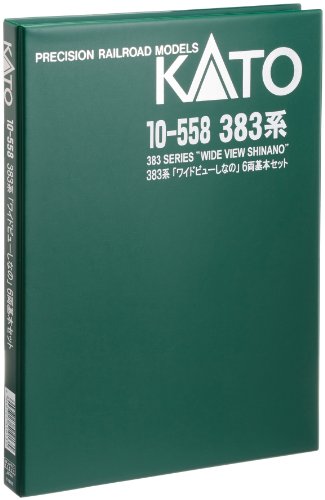 PRECISION RAILROAD MODELS
KATO
10-558 383系
383 SERIES "WIDE VIEW SHINANO"
383系「ワイドビューしなの」6両基本セット
KATO 10-558 383系「ワイドビューしなの」6両基本セット